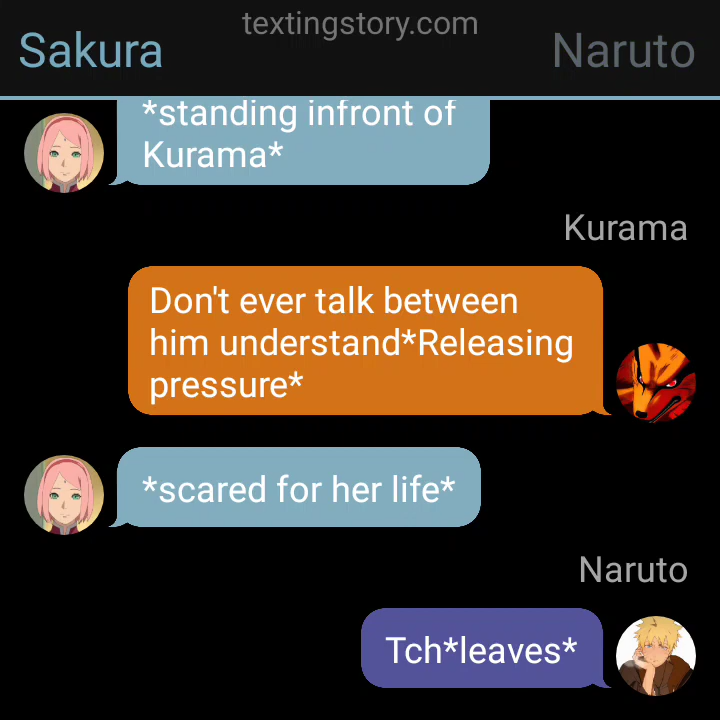 textingstory.com
Sakura
Naruto
*standing infront of
Kurama*
Kurama
Don't ever talk between
him understand*Releasing
pressure*
*scared for her life*
Naruto
Tch*leaves*